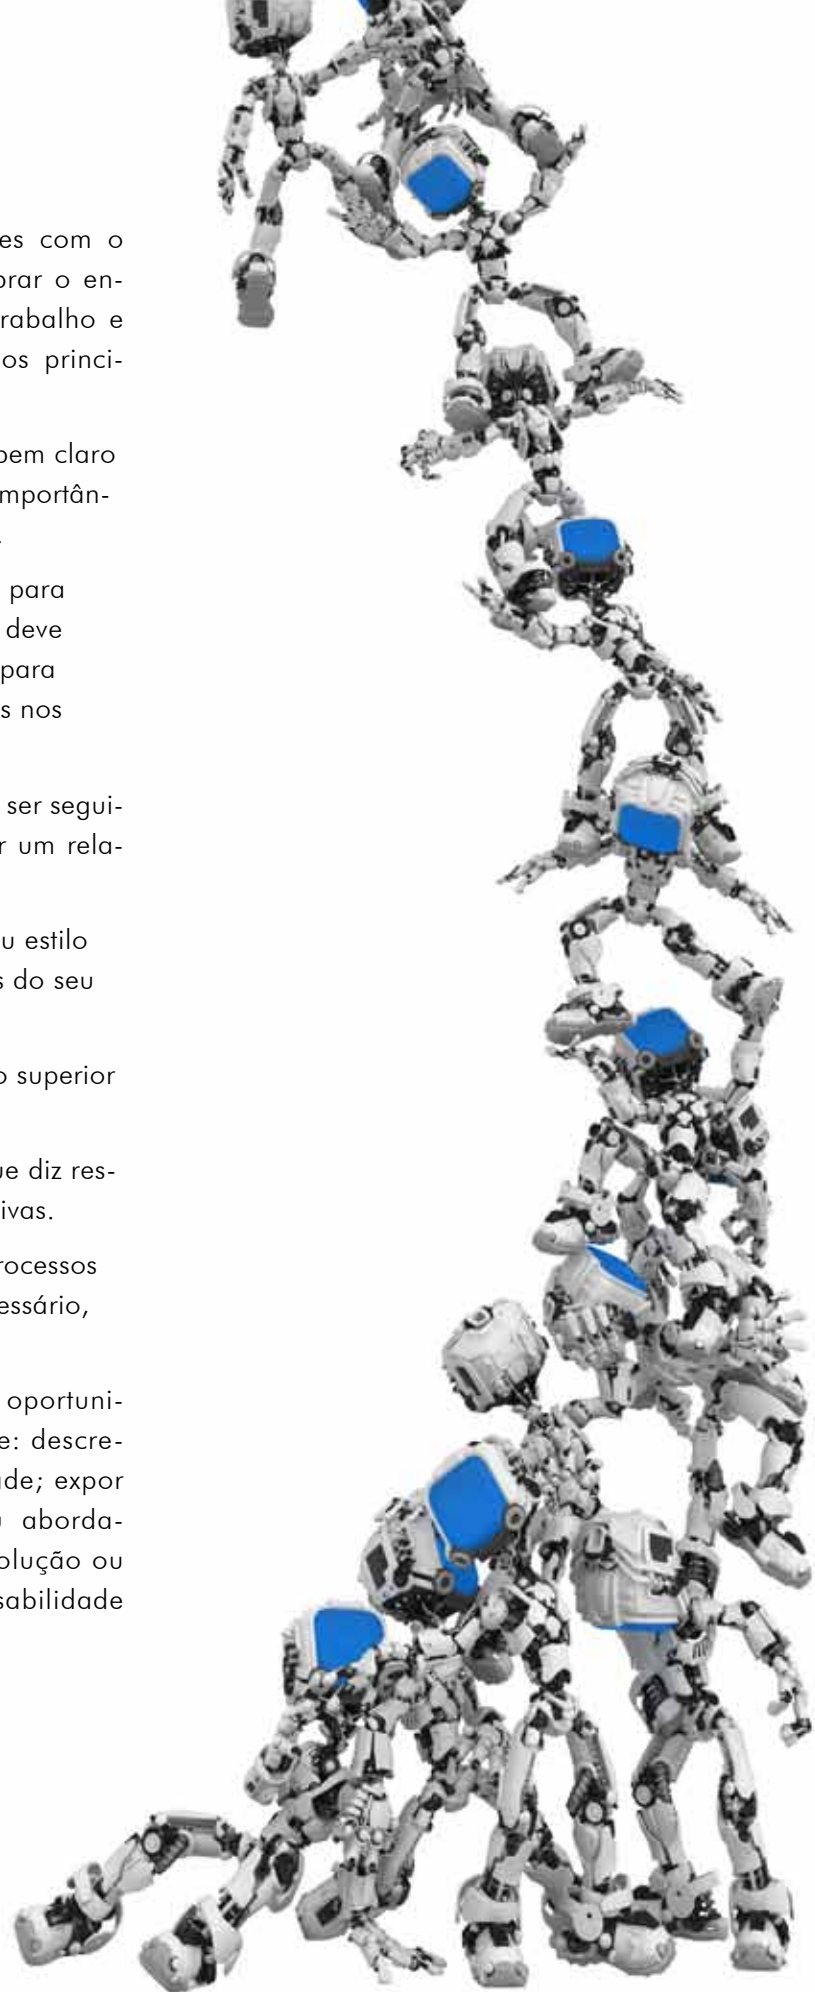 es com o
brar o en-
rabalho e
os princi-
bem claro
mportân-
.
para
deve
para
s nos
ser segui-
r um rela-
u estilo
s do seu
o superior
ue diz res-
ivas.
rocessos
essário,
oportuni-
e: descre-
ade; expor
aborda-
olução ou
sabilidade